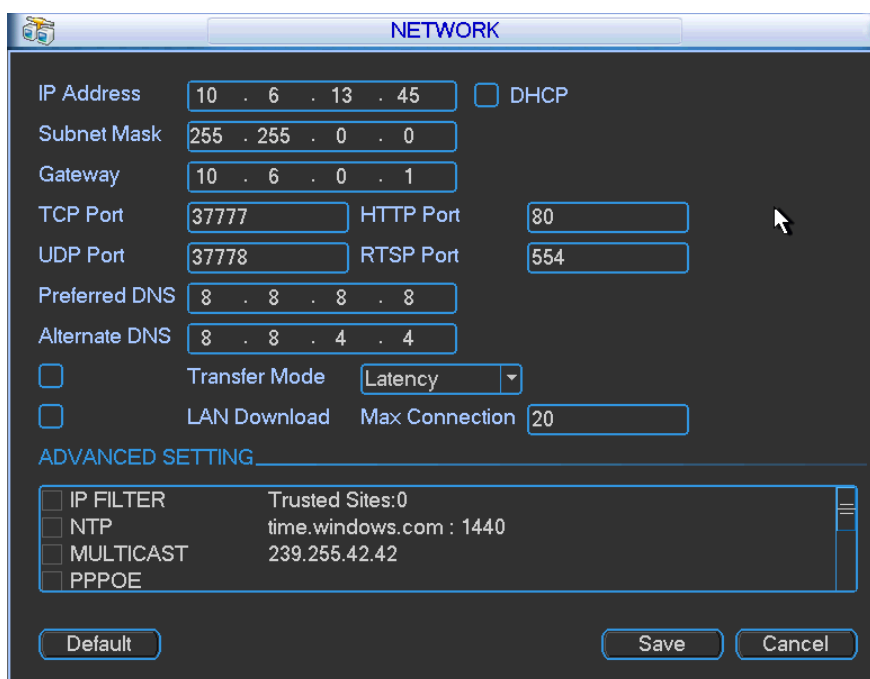 NETWORK
IP Address 10 . 6 . 13 . 45 DHCP
Subnet Mask 255 . 255 . 0 . 0
Gateway 10 . 6 . 0 . 1
TCP Port 37777 HTTP Port 80
UDP Port 37778 RTSP Port 554
Preferred DNS 8 . 8 . 8 . 8
Alternate DNS 8 . 8 . 4 . 4
Transfer Mode Latency
LAN Download Max Connection 20
ADVANCED SETTING
IP FILTER Trusted Sites:0
NTP time.windows.com : 1440
MULTICAST 239.255.42.42
PPPOE
Default Save Cancel